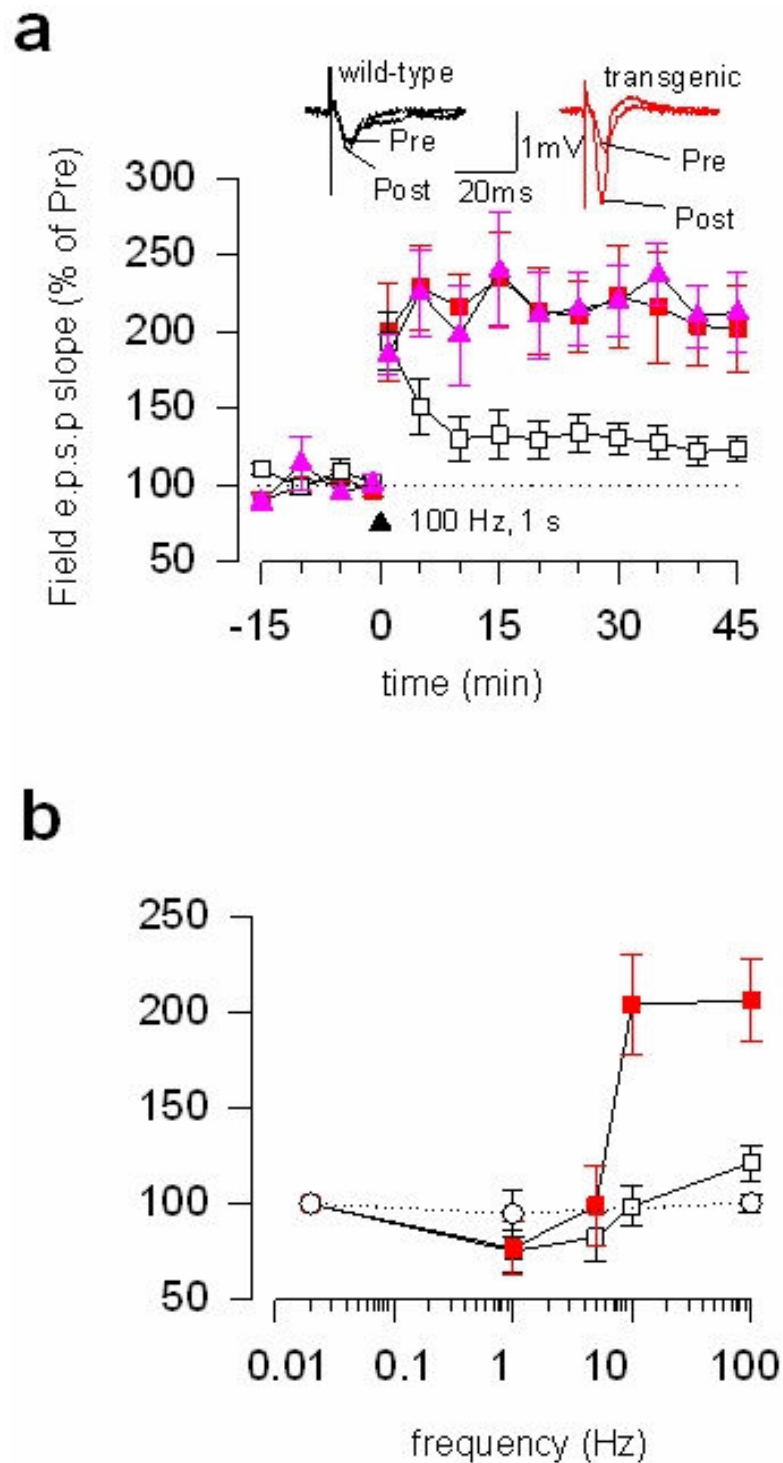 a
wild-type
transgenic
Pre
Post
1mV
20ms
Pre
Post
Field e.p.s.p slope (% of Pre)
300
250
200
150
100
50
100 Hz, 1 s
-15 0 15 30 45
time (min)
b
250
200
150
100
50
0.01 0.1 1 10 100
frequency (Hz)